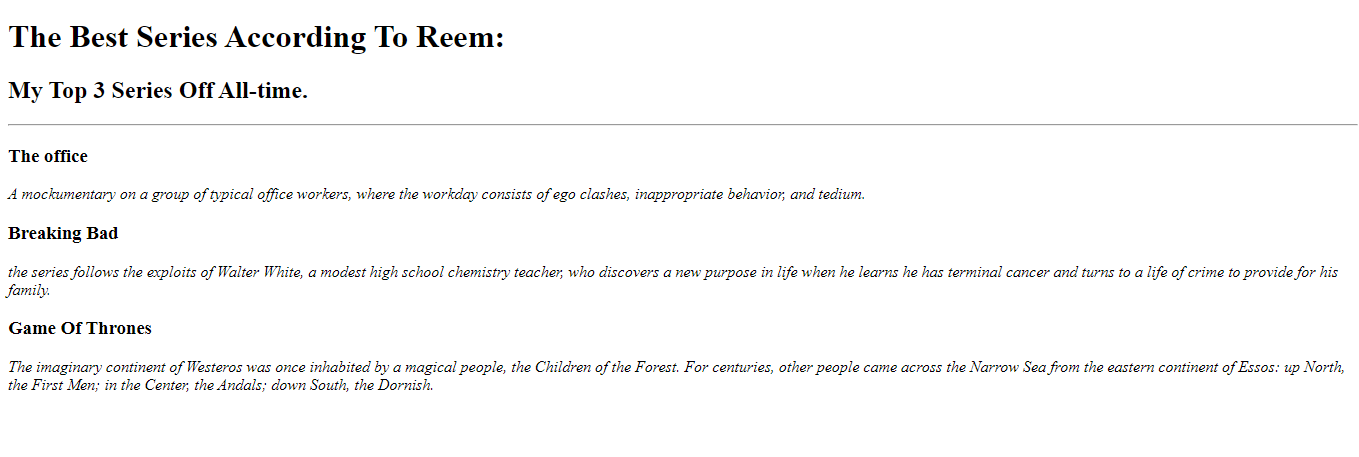 The Best Series According To Reem:
My Top 3 Series Off All-time.
The office
A mockumentary on a group of typical office workers, where the workday consists of ego clashes, inappropriate behavior, and tedium.
Breaking Bad
the series follows the exploits of Walter White, a modest high school chemistry teacher, who discovers a new purpose in life when he learns he has terminal cancer and turns to a life of crime to provide for his
family.
Game Of Thrones
The imaginary continent of Westeros was once inhabited by a magical people, the Children of the Forest. For centuries, other people came across the Narrow Sea from the eastern continent of Essos: up North,
the First Men; in the Center, the Andals; down South, the Dornish.